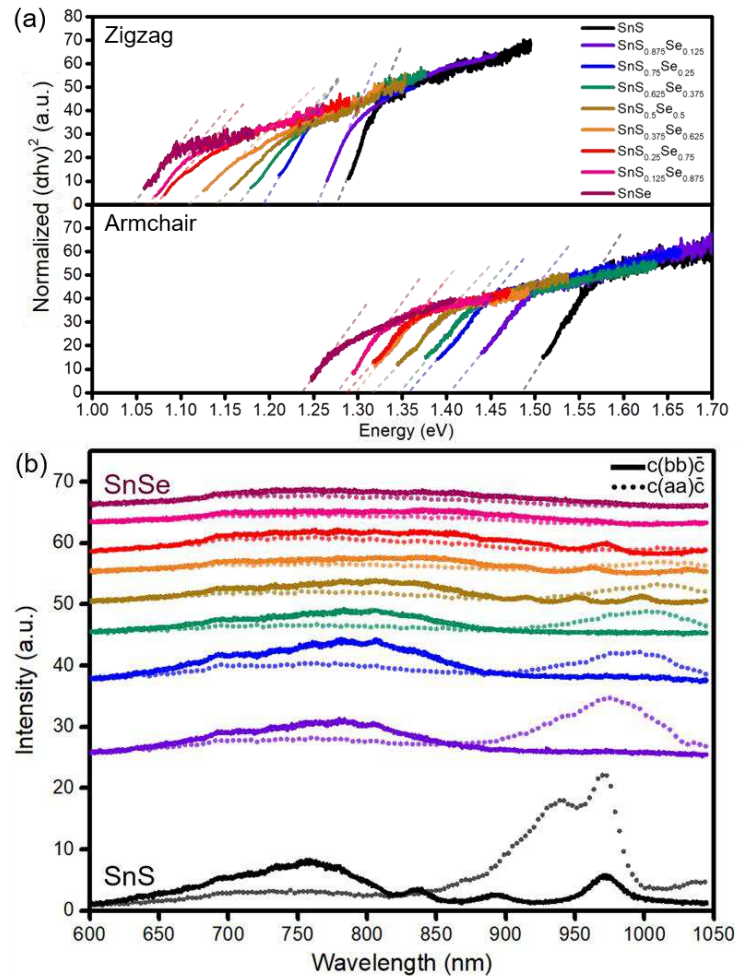 (a)
Zigzag
80
70
60
50
40
30
20
10
0
SnS
SnS0.875Se0.125
SnS0.75Se0.25
SnS0.625Se0.375
SnS0.5Se0.5
SnS0.375Se0.625
SnS0.25Se0.75
SnS0.125Se0.875
SnSe
Normalized (αhv)² (a.u.)
Armchair
70
60
50
40
30
20
10
0
1.00 1.05 1.10 1.15 1.20 1.25 1.30 1.35 1.40 1.45 1.50 1.55 1.60 1.65 1.70
Energy (eV)
(b)
70
60
50
40
30
20
10
0
SnSe
c(bb)c̄
c(aa)c̄
Intensity (a.u.)
SnS
600 650 700 750 800 850 900 950 1000 1050
Wavelength (nm)